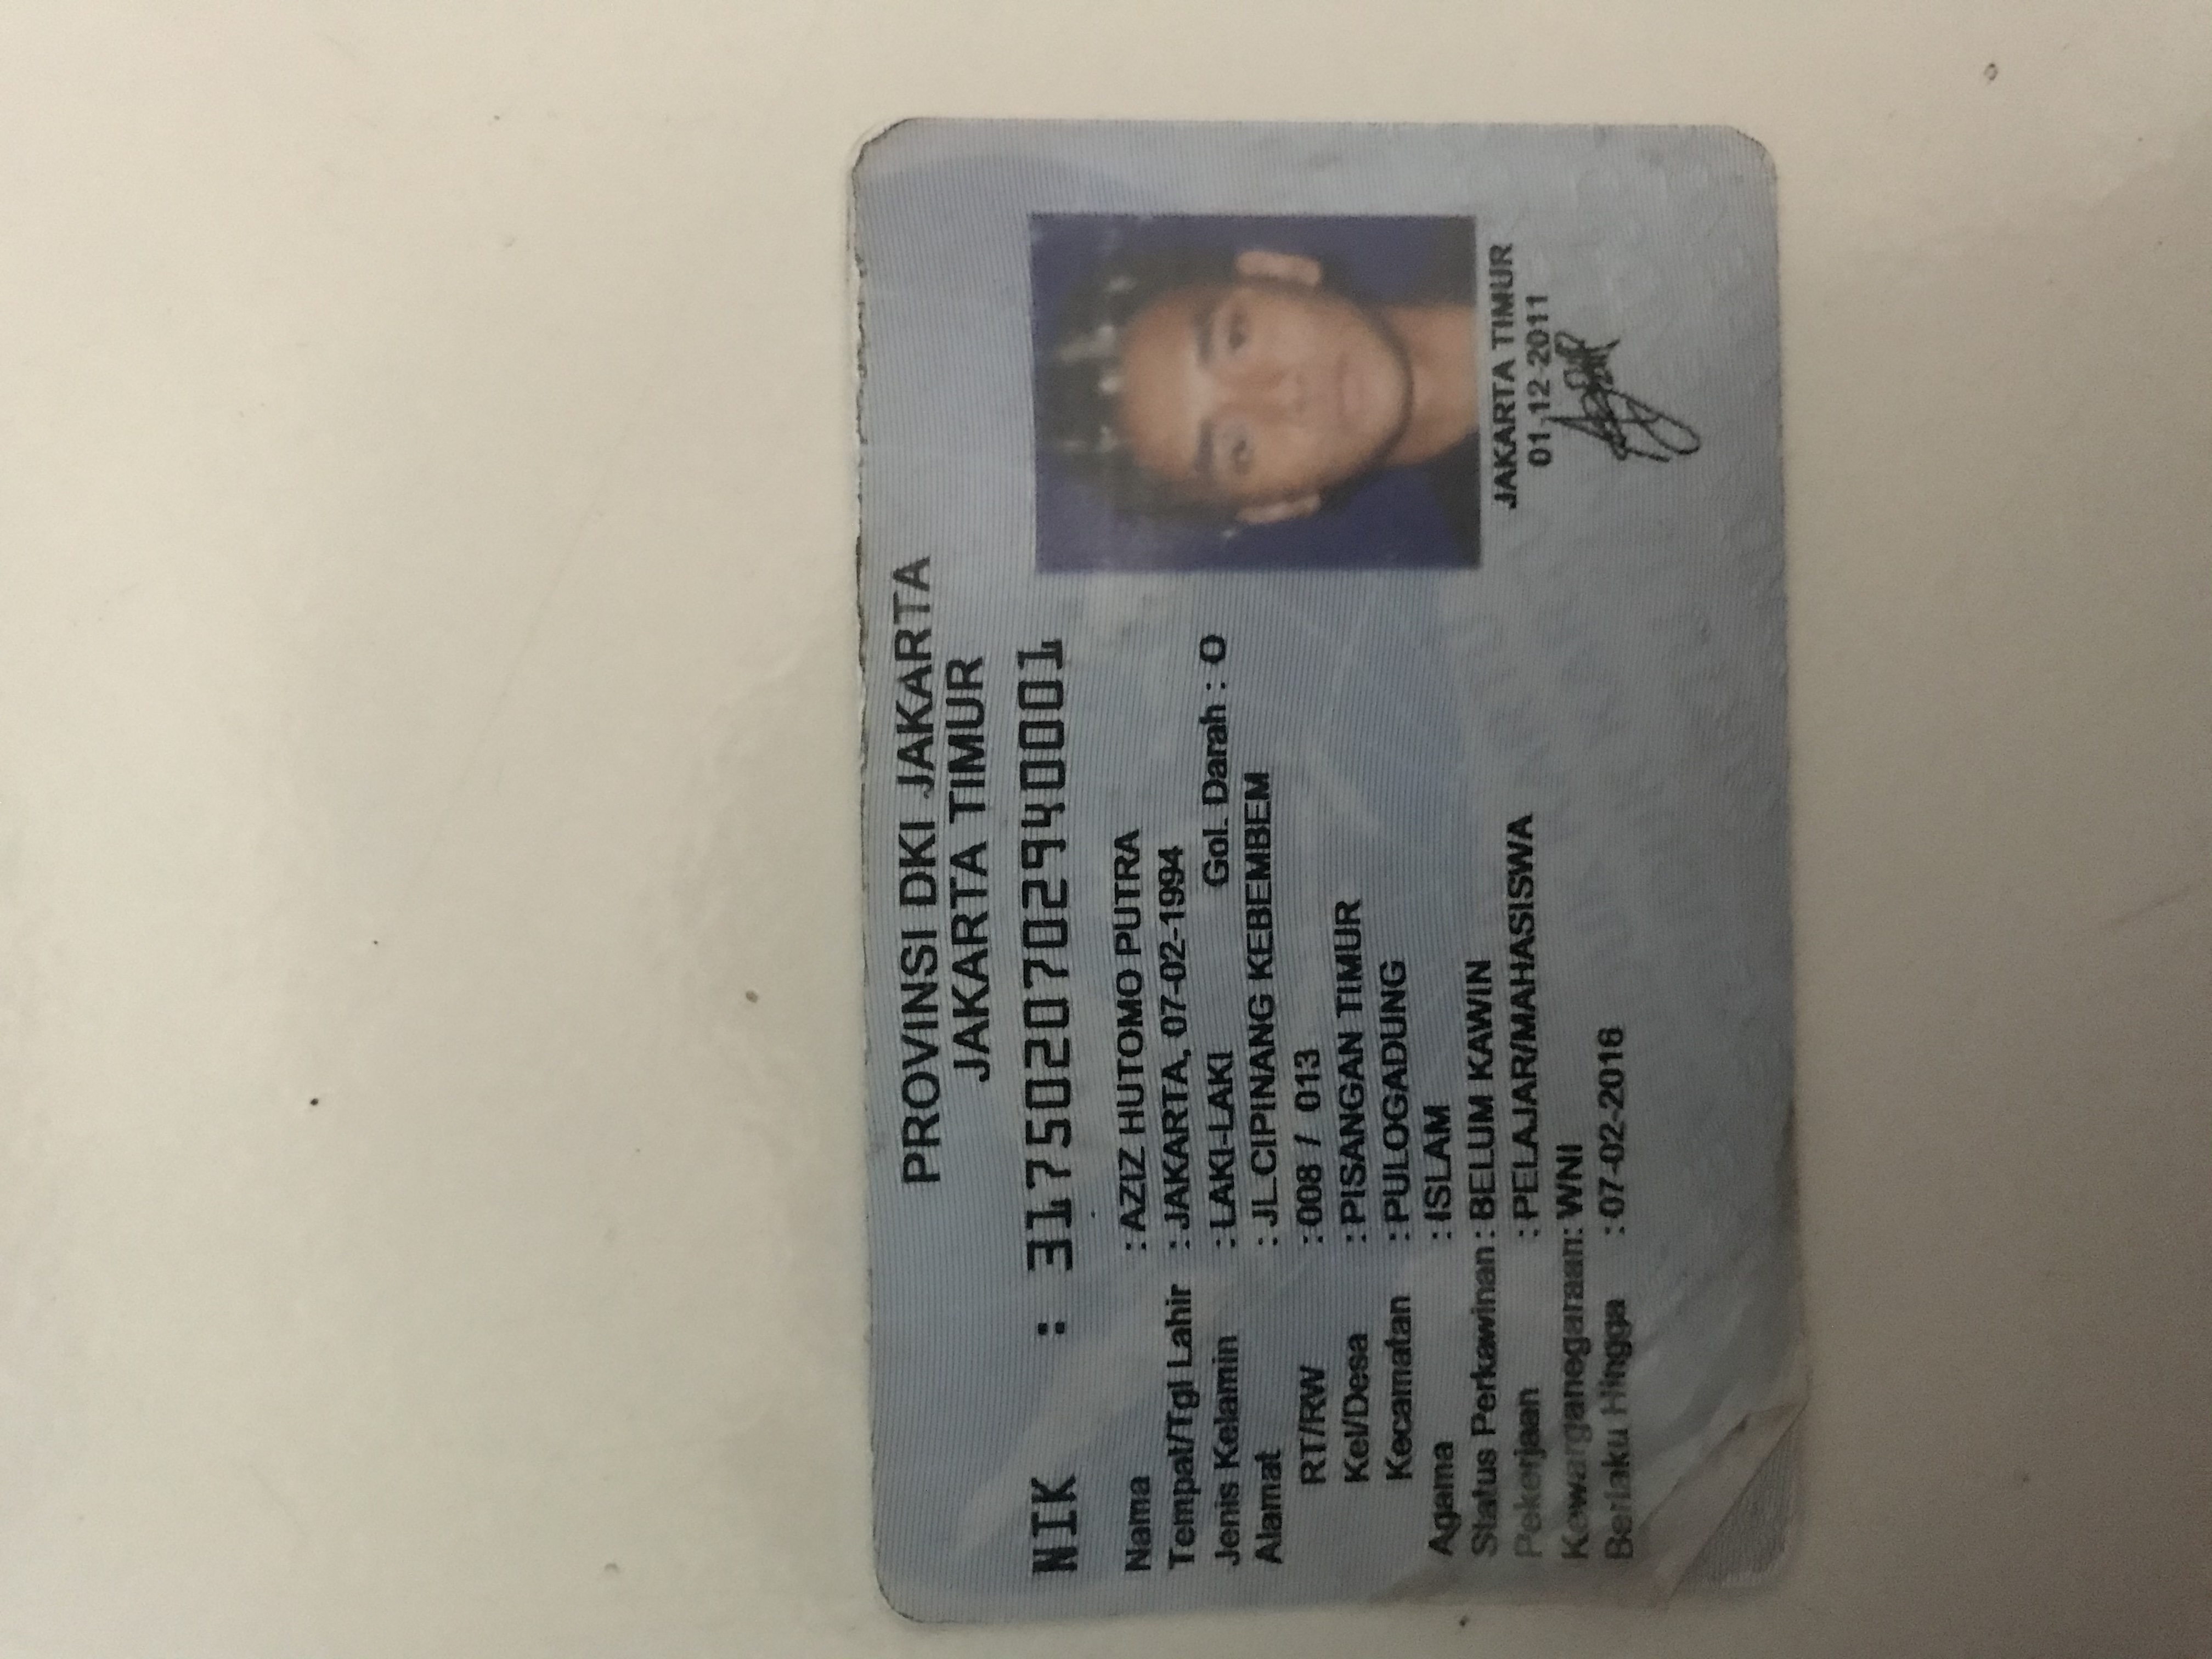 PROVINSI DKI JAKARTA
JAKARTA TIMUR
NIK : 3175020702940001
Nama : AZIZ HUTOMO PUTRA
Tempat/Tgl Lahir : JAKARTA, 07-02-1994
Jenis Kelamin : LAKI-LAKI Gol. Darah : O
Alamat : JL.CIPINANG KEBEMBEM
RT/RW : 008 / 013
Kel/Desa : PISANGAN TIMUR
Kecamatan : PULOGADUNG
Agama : ISLAM
Status Perkawinan : BELUM KAWIN
Pekerjaan : PELAJAR/MAHASISWA
Kewarganegaraan: WNI
Berlaku Hingga : 07-02-2016
JAKARTA TIMUR
01-12-2011